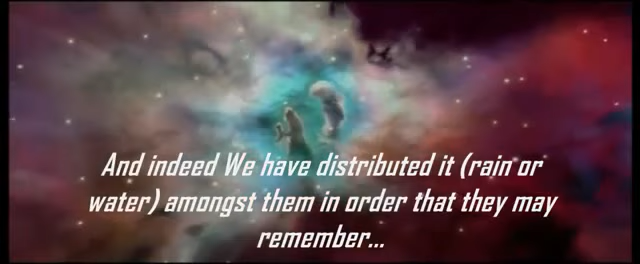 And indeed We have distributed it (rain or
water) amongst them in order that they may
remember...